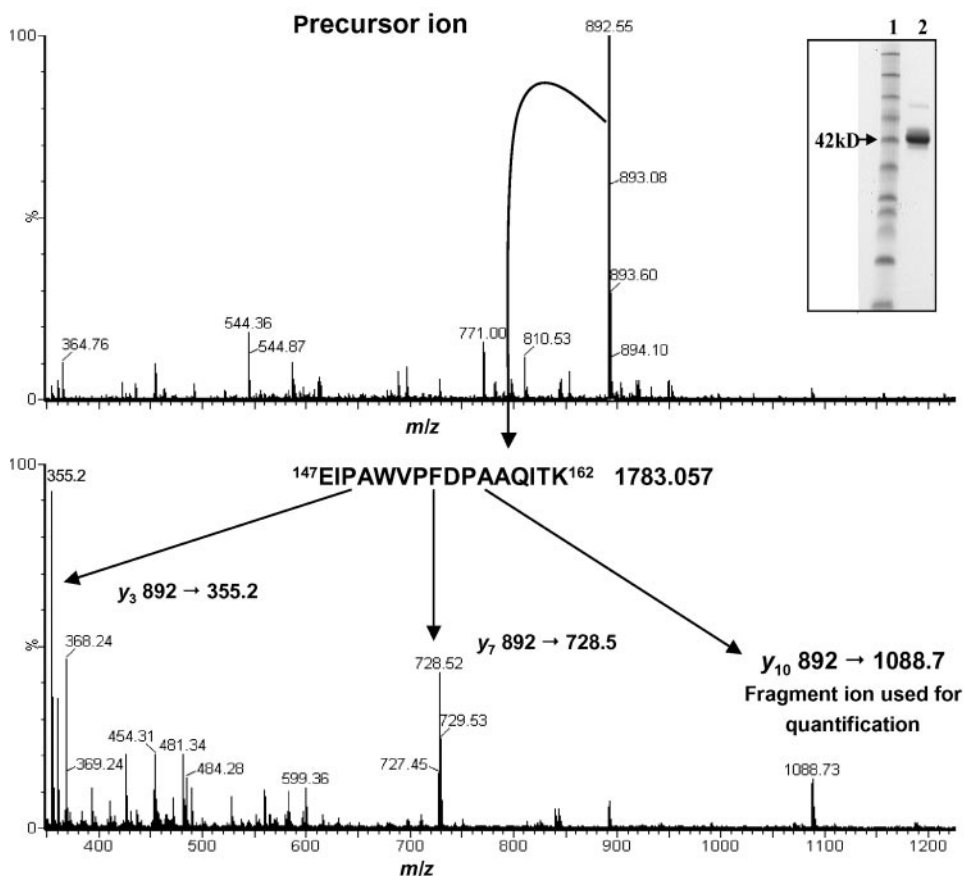 Precursor ion
892.55
100
%
0
893.08
893.60
894.10
364.76
544.36
544.87
771.00
810.53
m/z
1 2
42kD
100
%
0
¹⁴⁷EIPAWVPFDPAAQITK¹⁶² 1783.057
355.2
y₃ 892 → 355.2
y₇ 892 → 728.5
y₁₀ 892 → 1088.7
Fragment ion used for
quantification
368.24
369.24
454.31
481.34
484.28
599.36
728.52
729.53
727.45
1088.73
400 500 600 700 800 900 1000 1100 1200
m/z